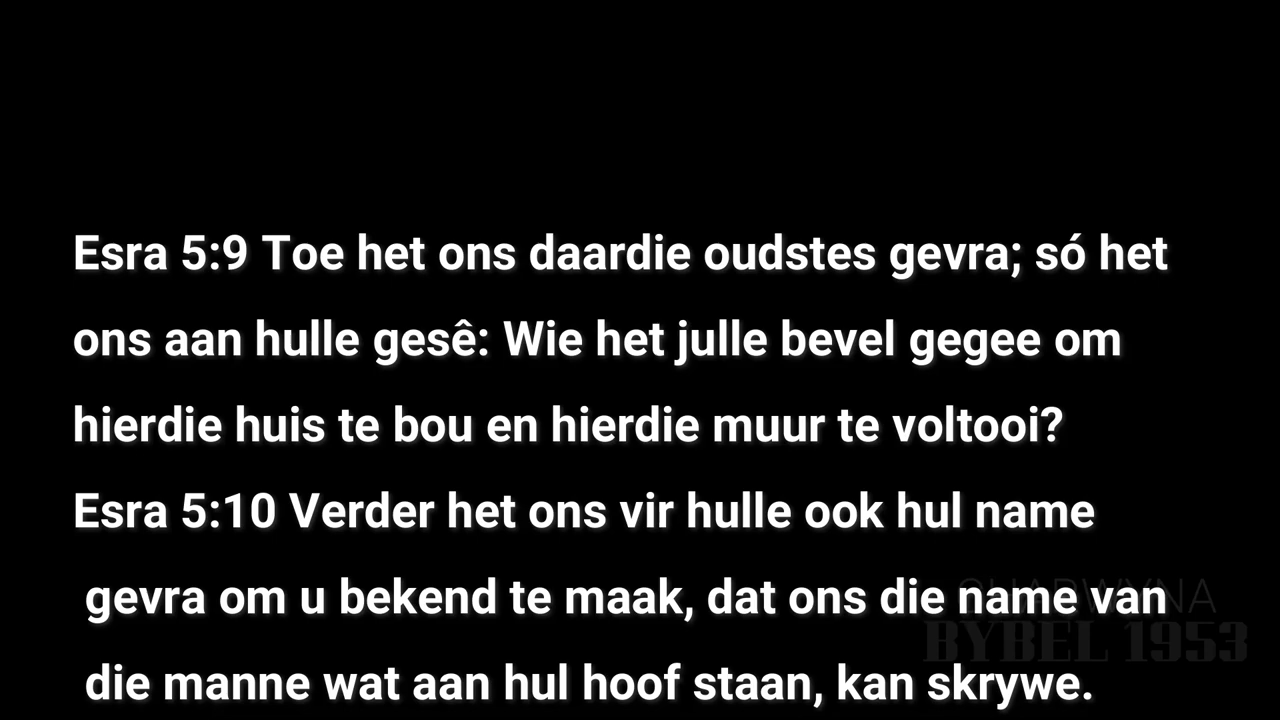 Esra 5:9 Toe het ons daardie oudstes gevra; só het
ons aan hulle gesê: Wie het julle bevel gegee om
hierdie huis te bou en hierdie muur te voltooi?
Esra 5:10 Verder het ons vir hulle ook hul name
gevra om u bekend te maak, dat ons die name van
die manne wat aan hul hoof staan, kan skrywe.
BYBEL 1953